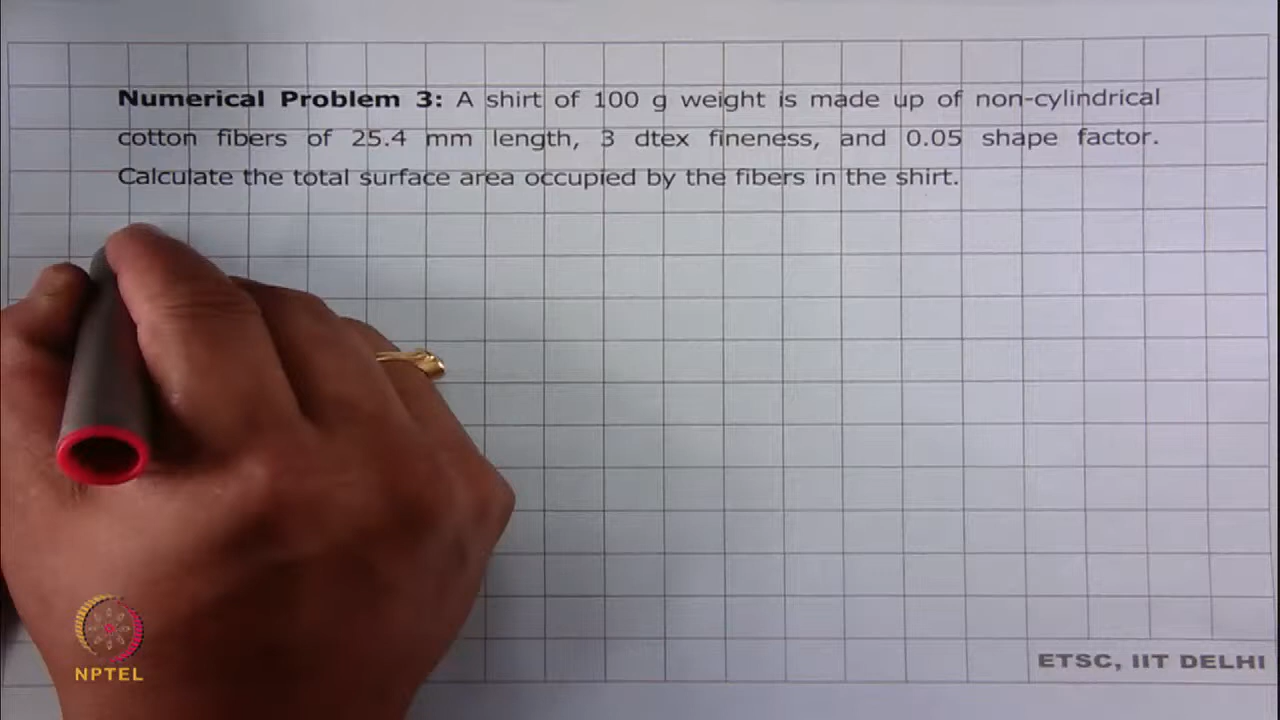 Numerical Problem 3: A shirt of 100 g weight is made up of non-cylindrical
cotton fibers of 25.4 mm length, 3 dtex fineness, and 0.05 shape factor.
Calculate the total surface area occupied by the fibers in the shirt.
NPTEL
ETSC, IIT DELHI